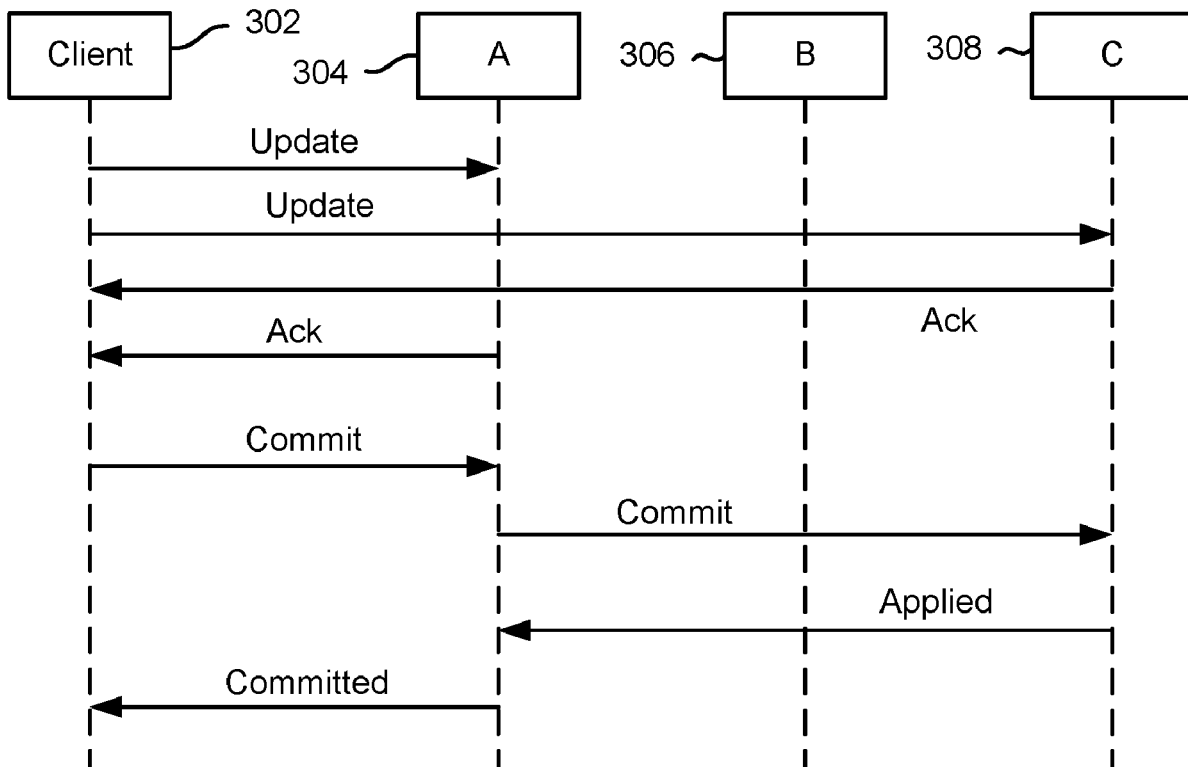 302
Client
304
A
306
B
308
C
Update
Update
Ack
Ack
Commit
Commit
Applied
Committed